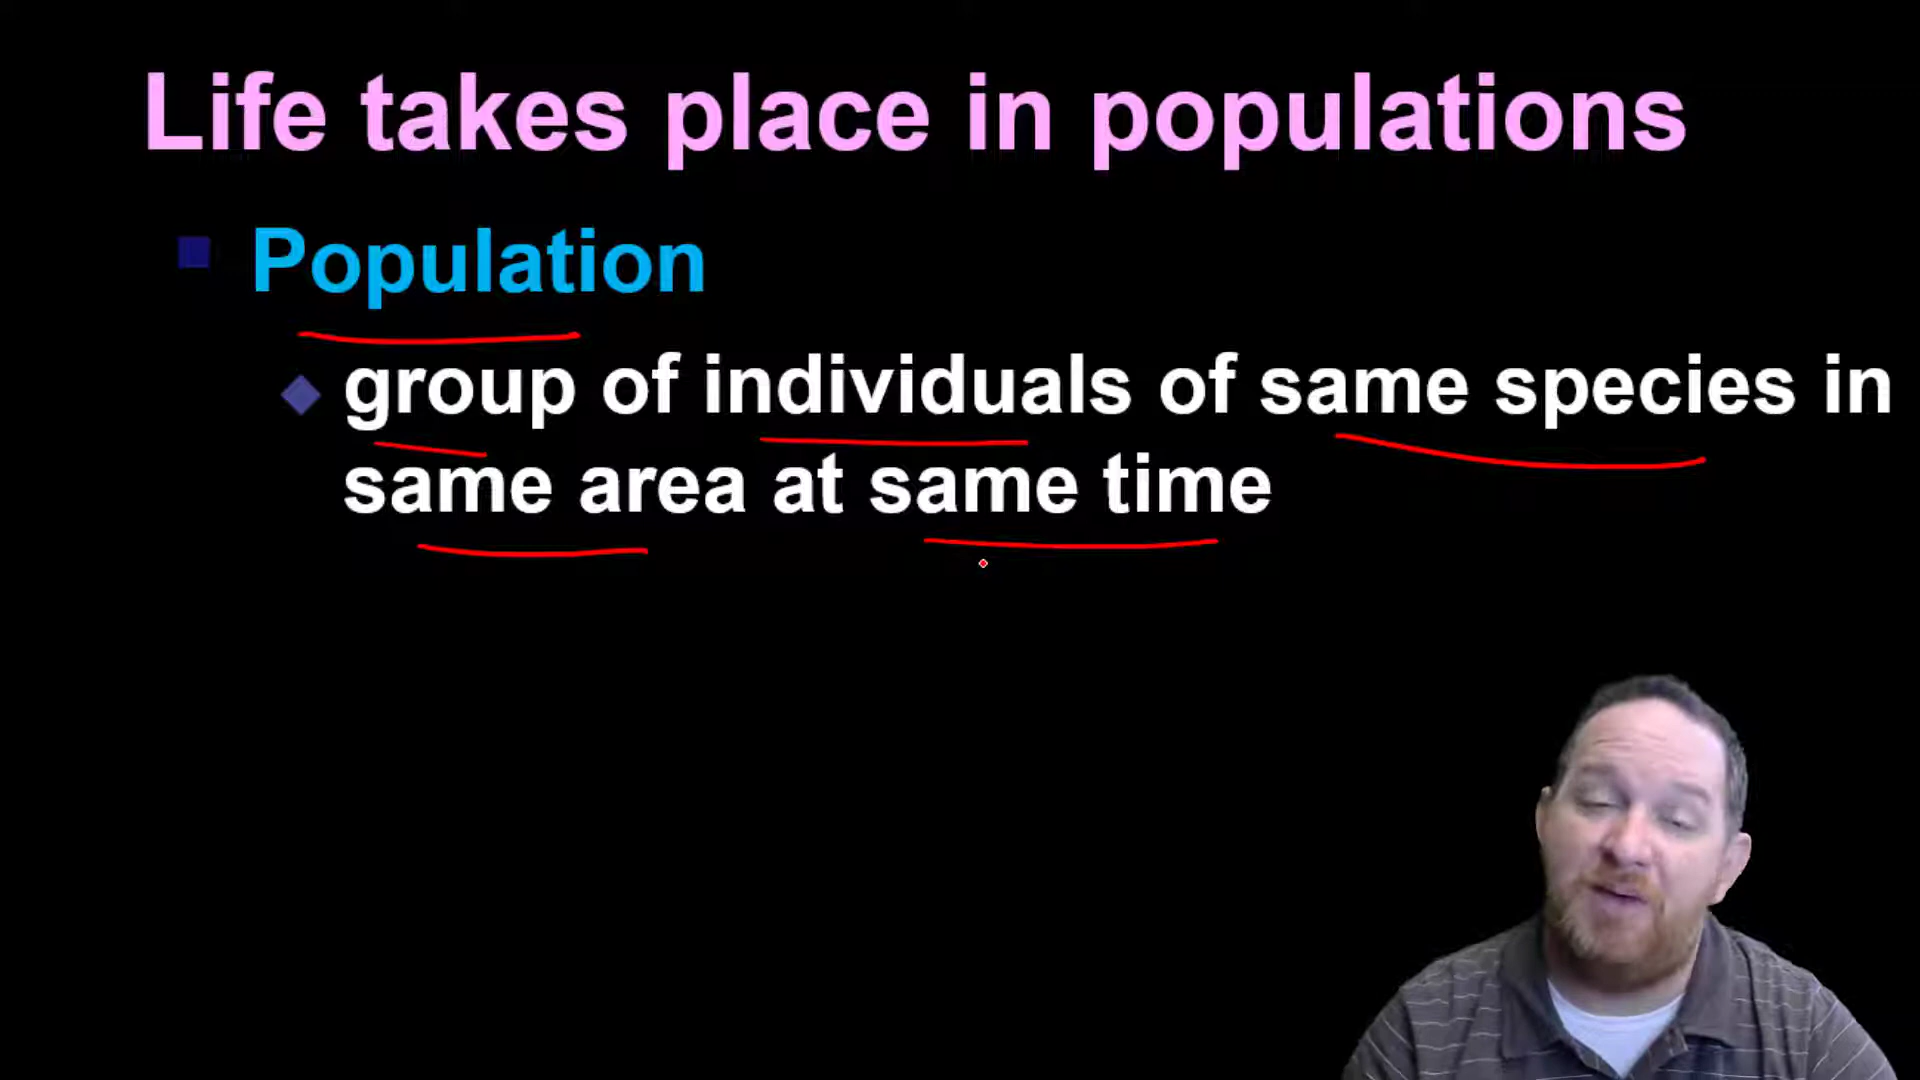 Life takes place in populations
Population
group of individuals of same species in
same area at same time